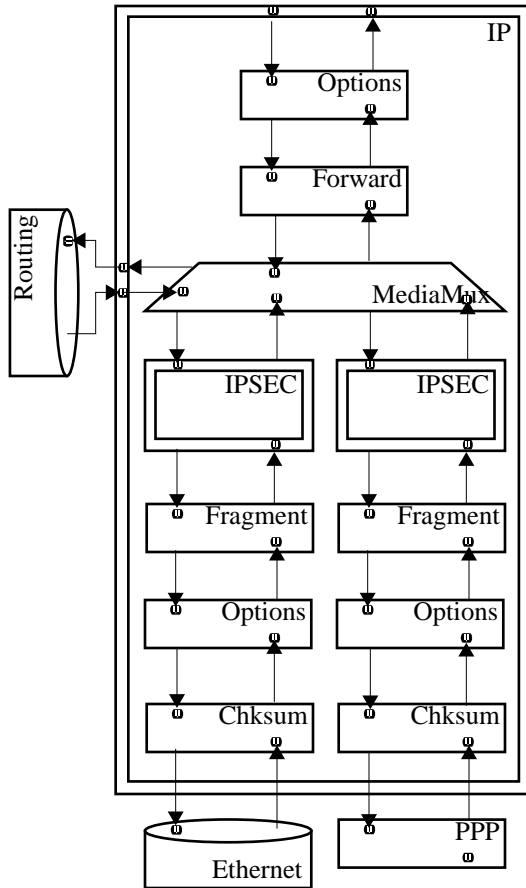 IP
Options
Forward
Routing
MediaMux
IPSEC
IPSEC
Fragment
Fragment
Options
Options
Chksum
Chksum
PPP
Ethernet